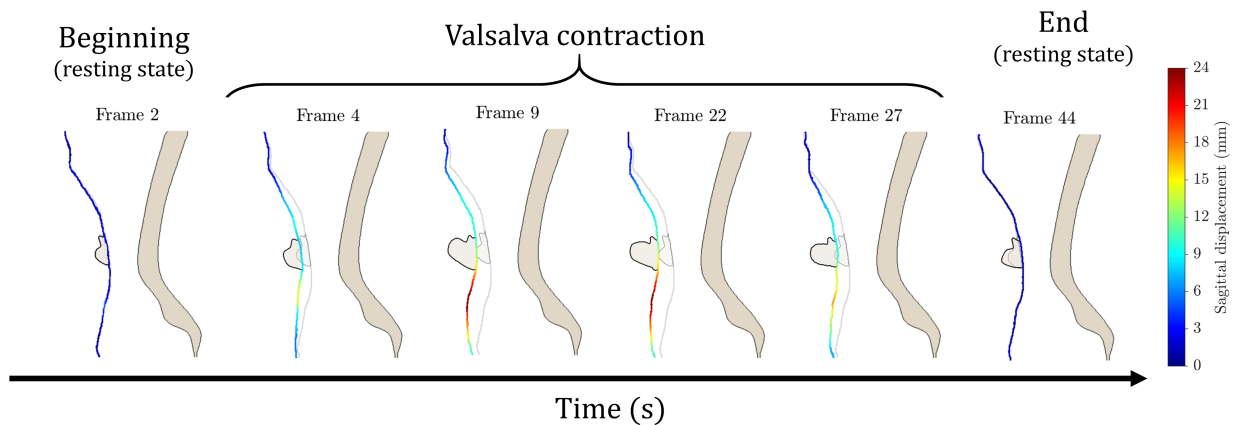 Beginning
(resting state)
Valsalva contraction
End
(resting state)
Frame 2
Frame 4
Frame 9
Frame 22
Frame 27
Frame 44
24
21
18
15
12
9
6
3
0
Sagittal displacement (mm)
Time (s)